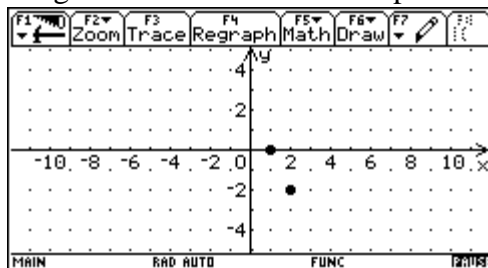 F1 F2 Zoom F3 Trace F4 Regraph F5 Math F6 Draw F7
y
4
2
-10 -8 -6 -4 -2 0 2 4 6 8 10 x
-2
-4
MAIN RAD AUTO FUNC PAUSE